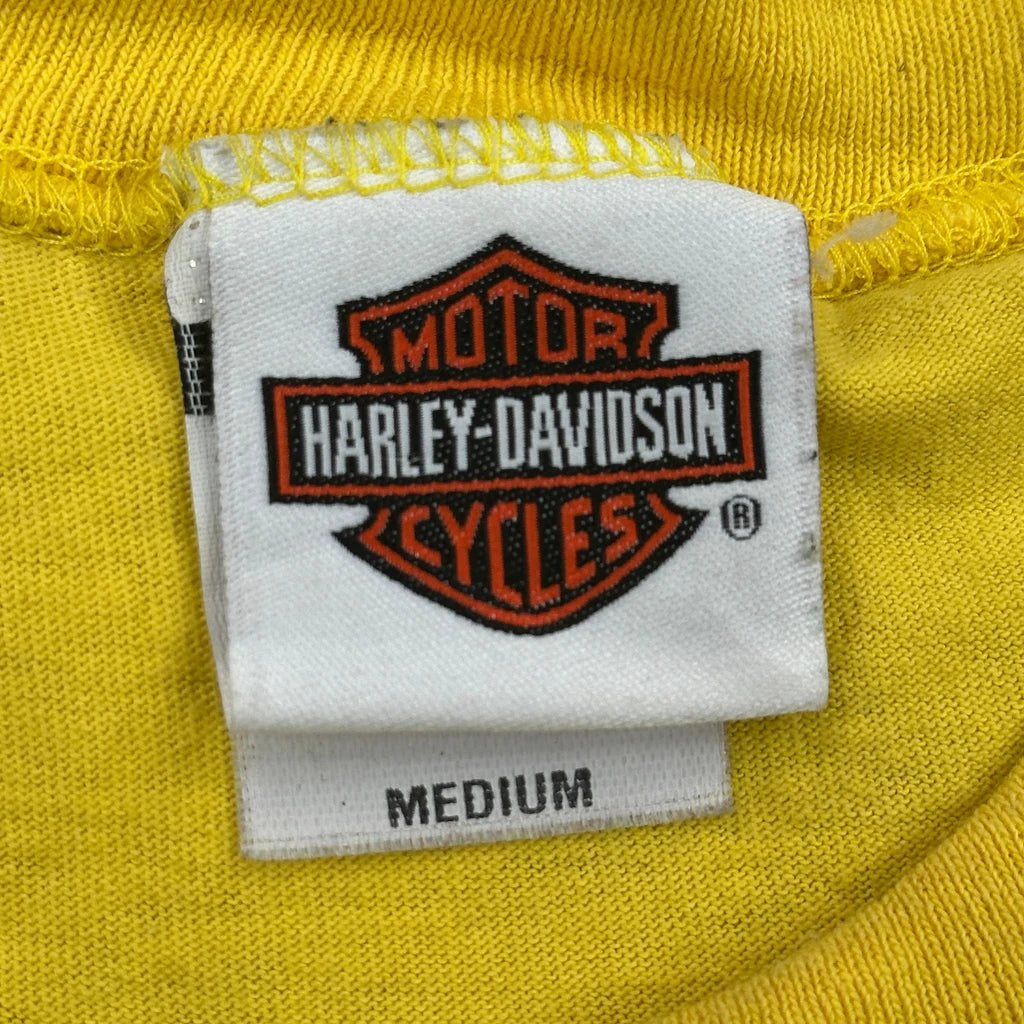 MOTOR
HARLEY-DAVIDSON
CYCLES
®
MEDIUM